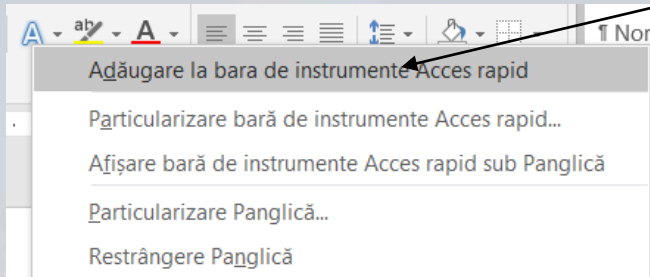 A aby A ¶ Nor
Adăugare la bara de instrumente Acces rapid
Particularizare bară de instrumente Acces rapid...
Afișare bară de instrumente Acces rapid sub Panglică
Particularizare Panglică...
Restrângere Panglică